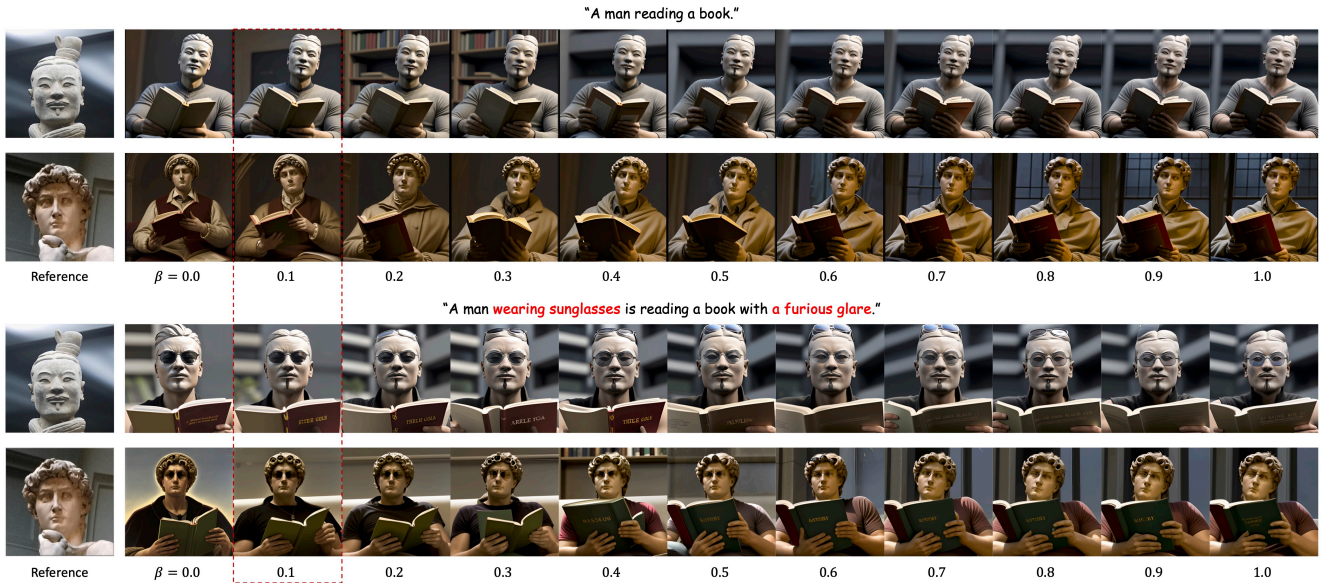 “A man reading a book.”
Reference β = 0.0 0.1 0.2 0.3 0.4 0.5 0.6 0.7 0.8 0.9 1.0
“A man wearing sunglasses is reading a book with a furious glare.”
Reference β = 0.0 0.1 0.2 0.3 0.4 0.5 0.6 0.7 0.8 0.9 1.0